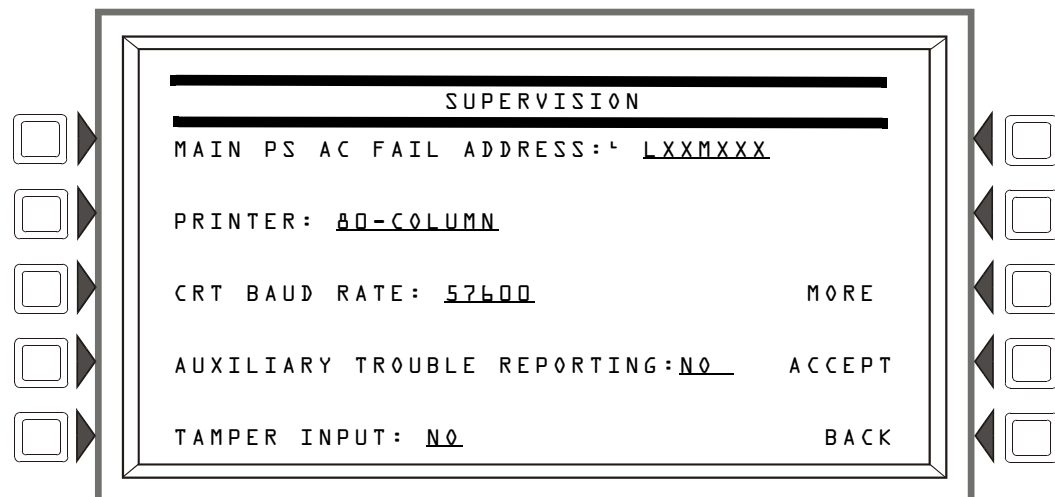 SUPERVISION
MAIN PS AC FAIL ADDRESS:L LXXMXXX
PRINTER: 80-COLUMN
CRT BAUD RATE: 57600 MORE
AUXILIARY TROUBLE REPORTING:NO ACCEPT
TAMPER INPUT: NO BACK